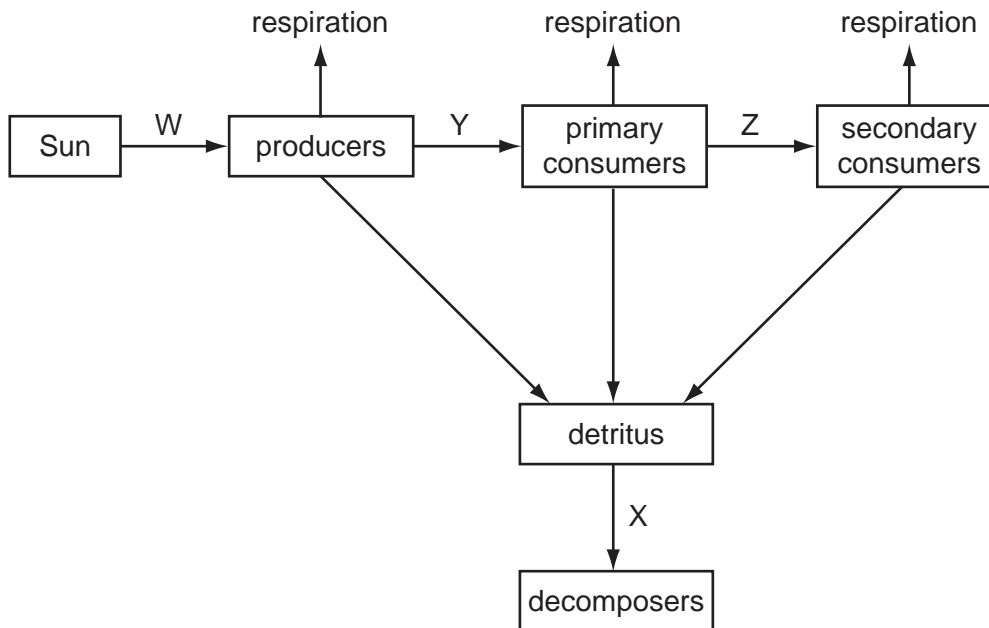 respiration
respiration
respiration
W
Y
Z
Sun
producers
primary
consumers
secondary
consumers
detritus
X
decomposers